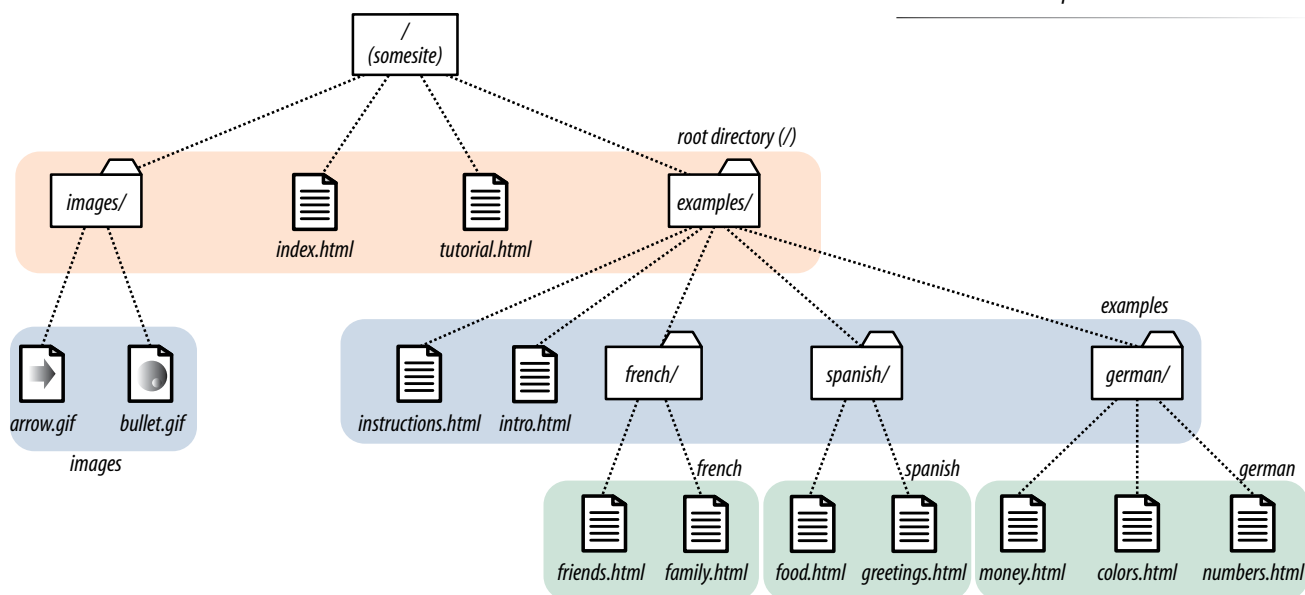 /
(somesite)
root directory (/)
images/
index.html
tutorial.html
examples/
examples
arrow.gif
bullet.gif
images
instructions.html
intro.html
french/
spanish/
german/
french
spanish
german
friends.html
family.html
food.html
greetings.html
money.html
colors.html
numbers.html